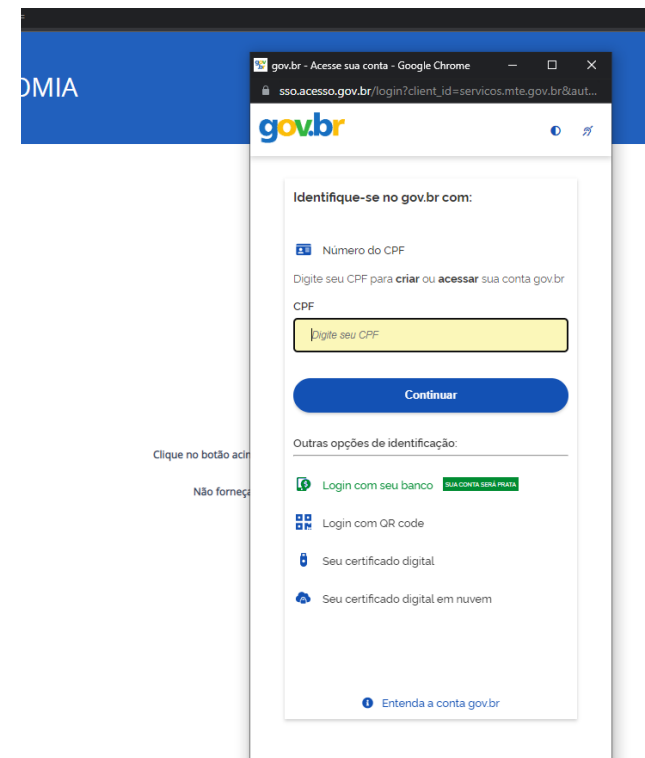 OMIA
gov.br - Acesse sua conta - Google Chrome
sso.acesso.gov.br/login?client_id=servicos.mte.gov.br&aut...
gov.br
Identifique-se no gov.br com:
Número do CPF
Digite seu CPF para criar ou acessar sua conta gov.br
CPF
Digite seu CPF
Continuar
Outras opções de identificação:
Clique no botão acir
Login com seu banco SUA CONTA SERÁ PRATA
Não forneça
Login com QR code
Seu certificado digital
Seu certificado digital em nuvem
Entenda a conta gov.br